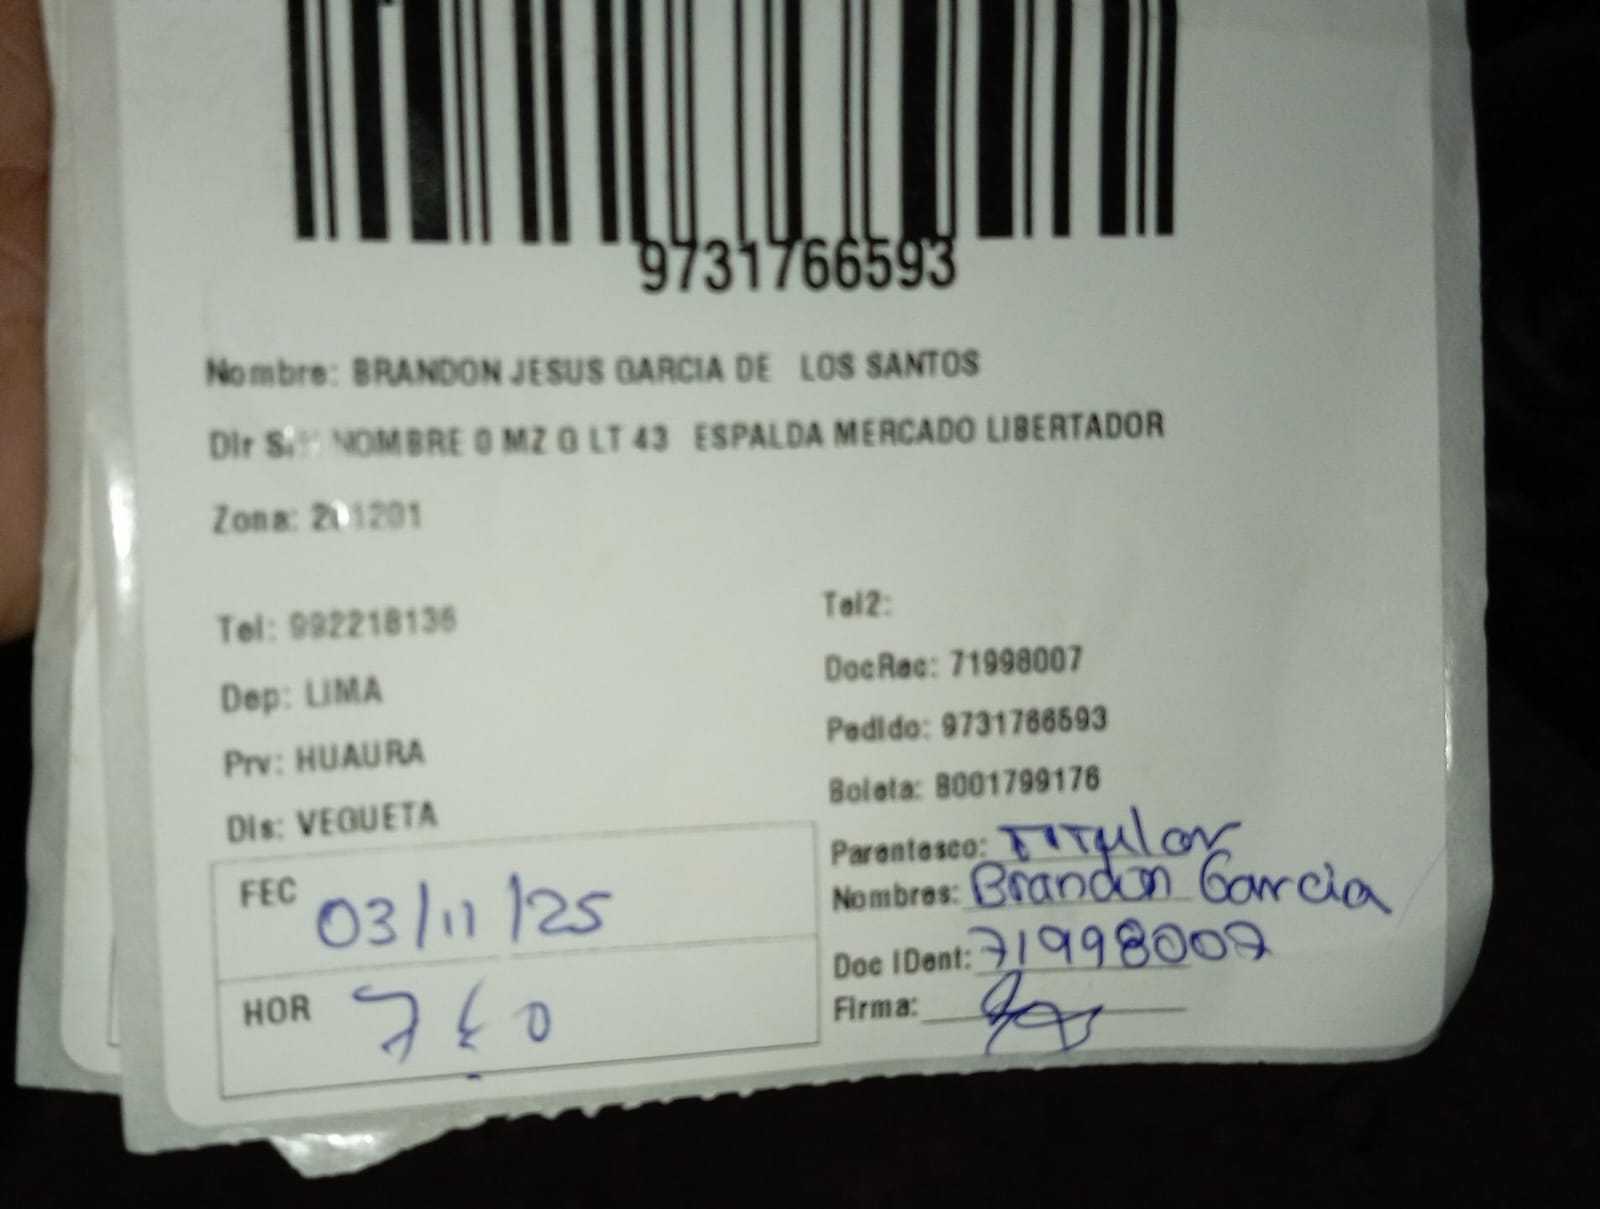 9731766593
Nombre: BRANDON JESUS GARCIA DE LOS SANTOS
Dir NOMBRE 0 MZ G LT 43 ESPALDA MERCADO LIBERTADOR
Zona:
Tel: 992218136
Tel2:
Dep: LIMA
DocRec: 71998007
Prv: HUAURA
Pedido: 9731766593
Dis: VEGUETA
Boleta: B001799176
Parentesco: TITULAR
FEC 03/11/25
Nombres: Brandon Garcia
Doc IDent: 71998007
HOR
Firma: